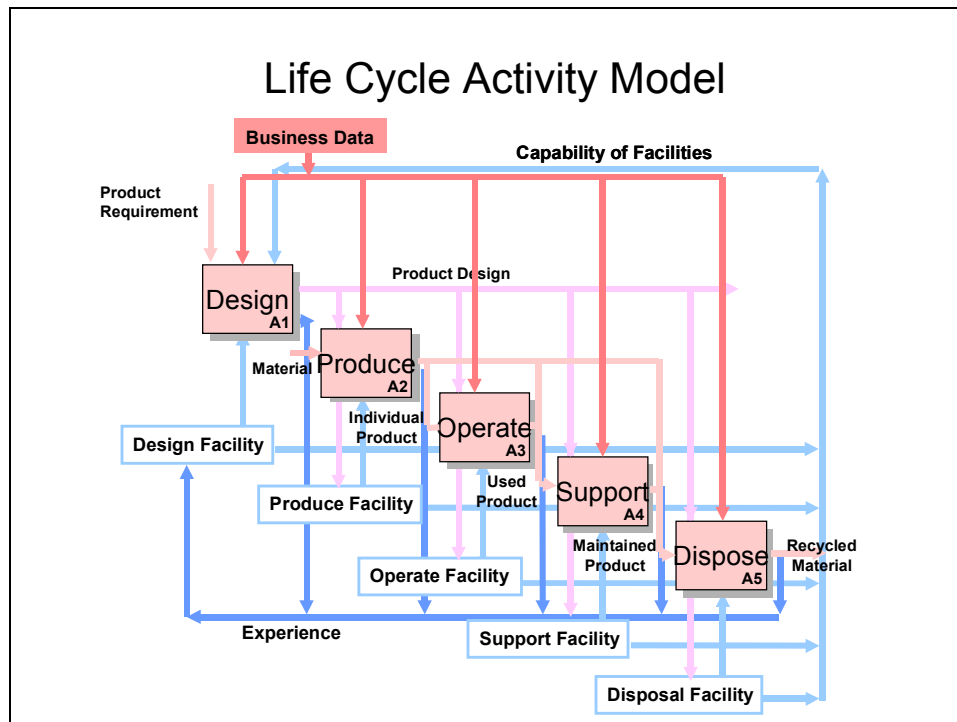 Life Cycle Activity Model
Business Data
Capability of Facilities
Product
Requirement
Product Design
Design
A1
Material
Produce
A2
Individual
Product
Operate
A3
Design Facility
Used
Product
Support
A4
Produce Facility
Maintained
Product
Dispose
A5
Recycled
Material
Operate Facility
Experience
Support Facility
Disposal Facility